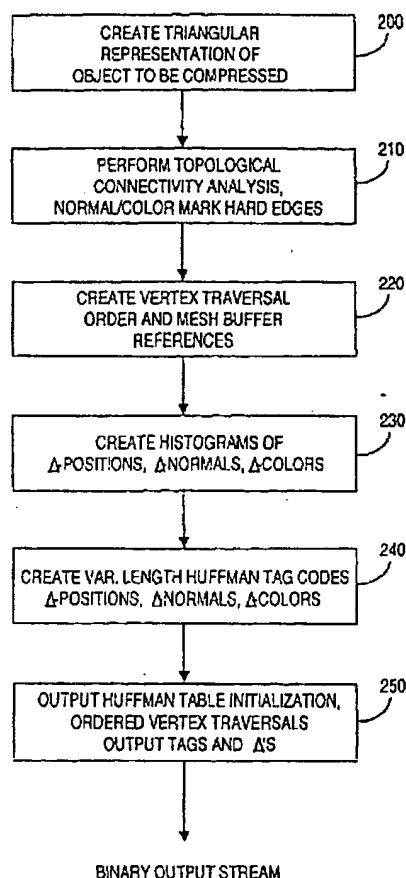 200
CREATE TRIANGULAR
REPRESENTATION OF
OBJECT TO BE COMPRESSED
210
PERFORM TOPOLOGICAL
CONNECTIVITY ANALYSIS,
NORMAL/COLOR MARK HARD EDGES
220
CREATE VERTEX TRAVERSAL
ORDER AND MESH BUFFER
REFERENCES
230
CREATE HISTOGRAMS OF
Δ-POSITIONS, ΔNORMALS, ΔCOLORS
240
CREATE VAR. LENGTH HUFFMAN TAG CODES
Δ-POSITIONS, ΔNORMALS, ΔCOLORS
250
OUTPUT HUFFMAN TABLE INITIALIZATION,
ORDERED VERTEX TRAVERSALS
OUTPUT TAGS AND Δ'S
BINARY OUTPUT STREAM